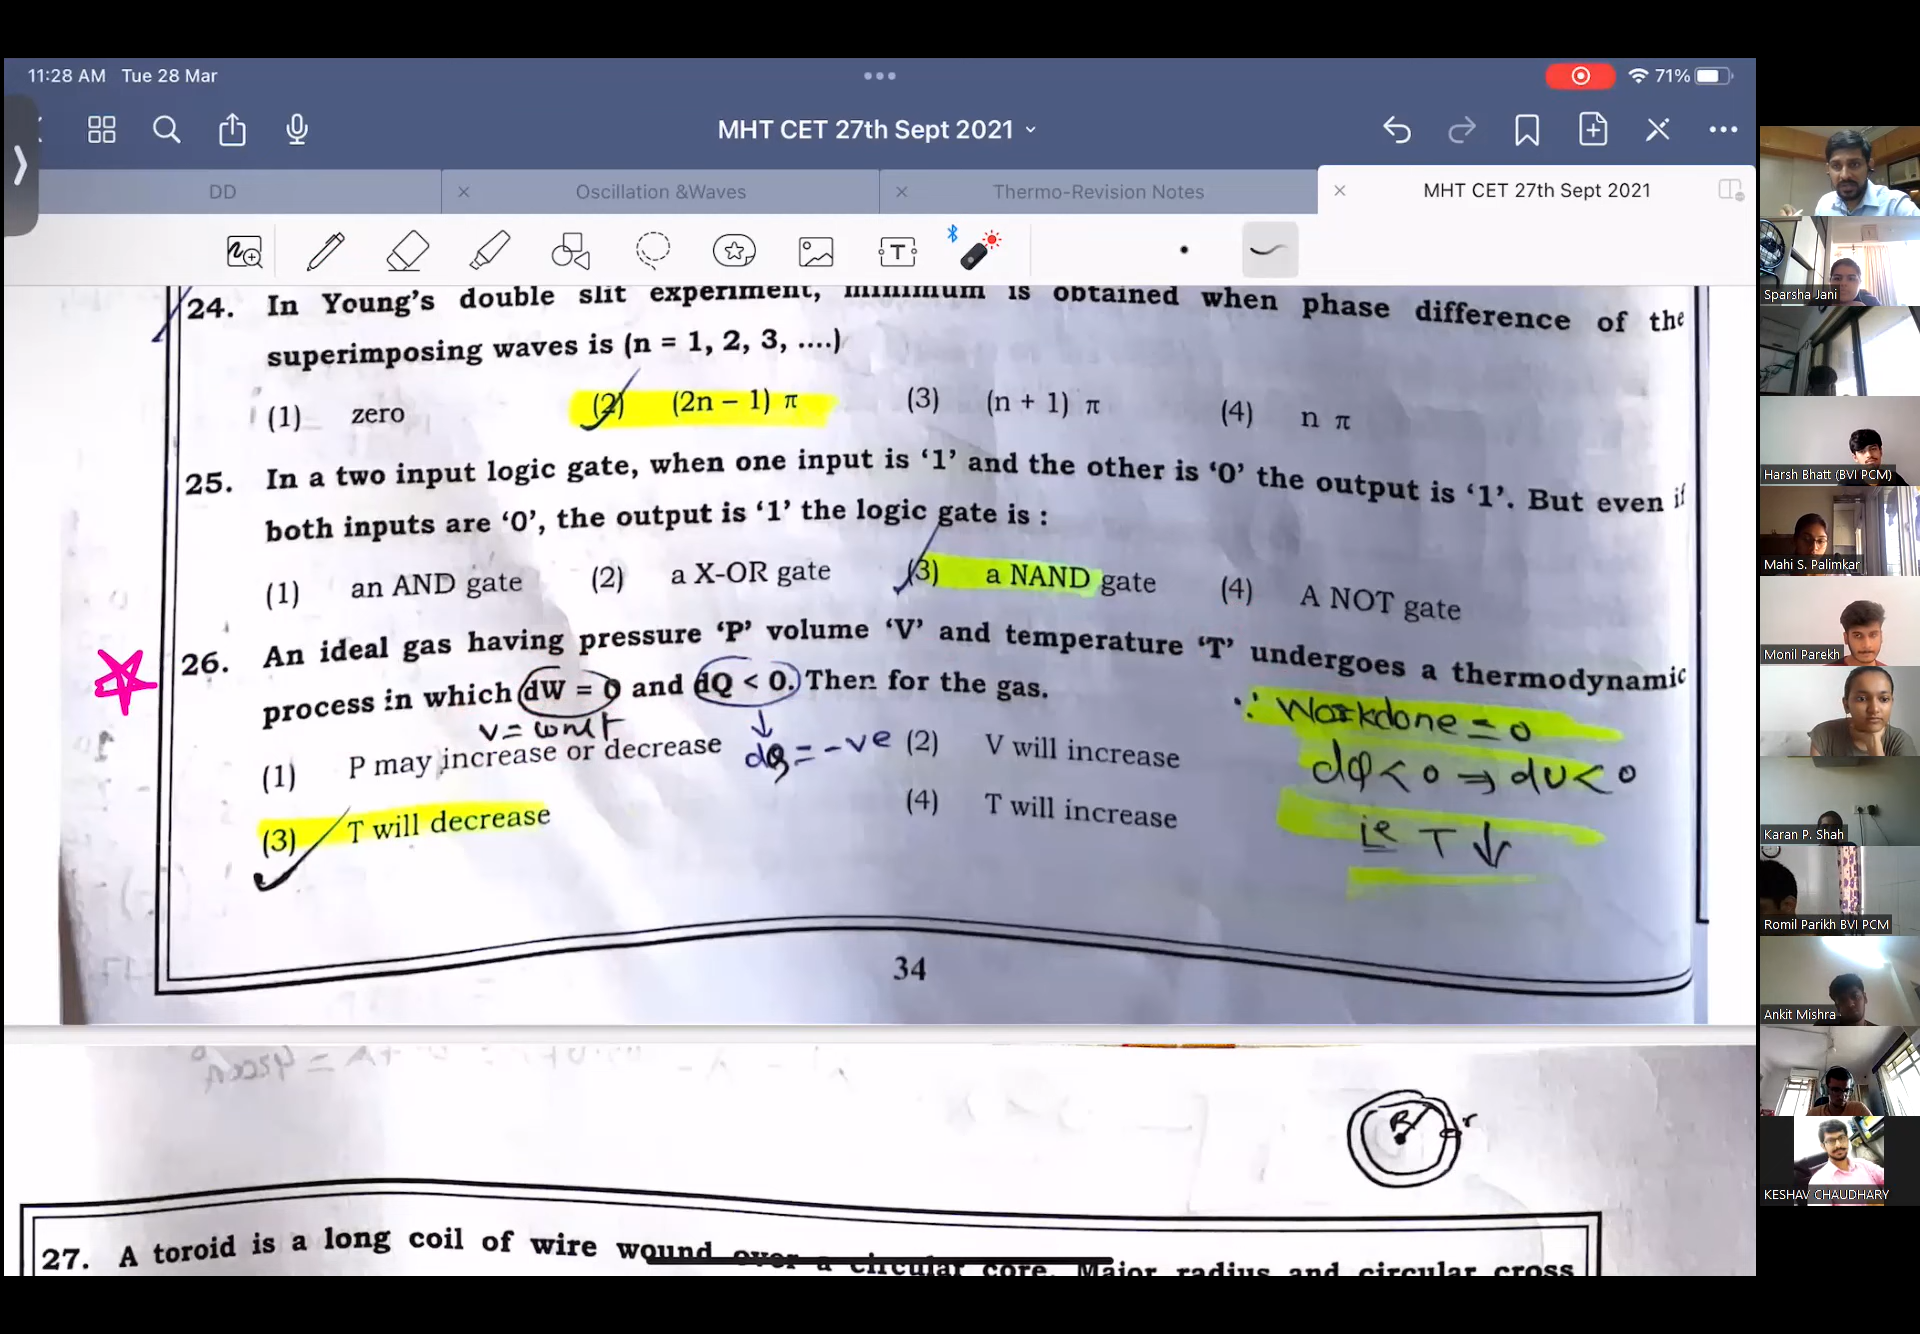 11:28 AM Tue 28 Mar
71%
MHT CET 27th Sept 2021
DD
Oscillation &Waves
Thermo-Revision Notes
MHT CET 27th Sept 2021
24. In Young's double slit experiment, minimum is obtained when phase difference of the
superimposing waves is (n = 1, 2, 3, ....)
(1) zero (2) (2n – 1) π (3) (n + 1) π (4) n π
25. In a two input logic gate, when one input is '1' and the other is '0' the output is '1'. But even if
both inputs are '0', the output is '1' the logic gate is :
(1) an AND gate (2) a X-OR gate (3) a NAND gate (4) A NOT gate
26. An ideal gas having pressure 'P' volume 'V' and temperature 'T' undergoes a thermodynamic
process in which dW = 0 and dQ < 0. Then for the gas.
v = const
(1) P may increase or decrease dQ = -ve (2) V will increase
(3) T will decrease (4) T will increase
∵ Workdone = 0
dQ < 0 ⇒ dU < 0
ie T ↓
34
R r
27. A toroid is a long coil of wire wound over a circular core. Major radius and circular cross
Sparsha Jani
Harsh Bhatt (BVI PCM)
Mahi S. Palimkar
Monil Parekh
Karan P. Shah
Romil Parikh BVI PCM
Ankit Mishra
KESHAV CHAUDHARY